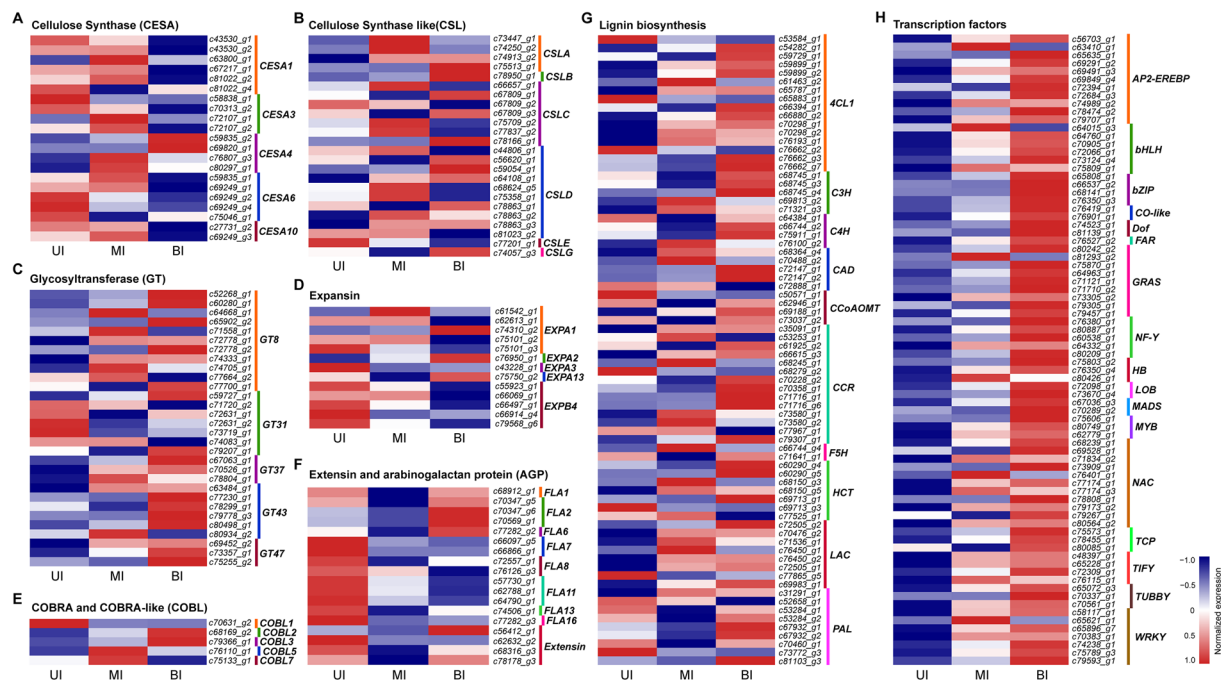 A Cellulose Synthase (CESA)
c43530_g1
c43530_g2
c63800_g1
c67217_g1
c81022_g2
c81022_g4
c58838_g1
c70313_g2
c72107_g1
c72107_g2
c59835_g2
c69820_g1
c76807_g3
c80297_g1
c59835_g1
c69249_g1
c69249_g2
c69249_g4
c75046_g1
c27731_g2
c69249_g3
CESA1
CESA3
CESA4
CESA6
CESA10
UI MI BI
B Cellulose Synthase like(CSL)
c73447_g1
c74250_g2
c74913_g2
c75513_g1
c78950_g1
c66657_g1
c67809_g1
c67809_g2
c67809_g3
c75709_g2
c77837_g2
c78166_g1
c44806_g1
c56620_g1
c59054_g1
c64108_g1
c68624_g5
c75358_g1
c78863_g1
c78863_g2
c78863_g3
c81023_g2
c77201_g1
c74057_g3
CSLA
CSLB
CSLC
CSLD
CSLE
CSLG
UI MI BI
C Glycosyltransferase (GT)
c52268_g1
c60280_g1
c64668_g1
c65902_g2
c71558_g1
c72778_g1
c72778_g2
c74333_g1
c74705_g1
c77664_g2
c77700_g1
c59727_g1
c71720_g2
c72631_g1
c72631_g2
c73719_g1
c74083_g1
c79207_g1
c67063_g1
c70526_g1
c78804_g1
c63484_g1
c77230_g1
c78299_g1
c79778_g3
c80498_g1
c80934_g2
c69452_g2
c73357_g1
c75255_g2
GT8
GT31
GT37
GT43
GT47
UI MI BI
D Expansin
c61542_g1
c62613_g1
c74310_g2
c75101_g2
c75101_g3
c76950_g1
c43228_g1
c75750_g2
c55923_g1
c66069_g1
c66497_g1
c66914_g4
c79568_g6
EXPA1
EXPA2
EXPA3
EXPA13
EXPB4
UI MI BI
E COBRA and COBRA-like (COBL)
c70631_g2
c68169_g2
c79366_g1
c76110_g1
c75133_g1
COBL1
COBL2
COBL3
COBL5
COBL7
UI MI BI
F Extensin and arabinogalactan protein (AGP)
c68912_g1
c70347_g5
c70347_g6
c70569_g1
c77282_g2
c66097_g5
c66866_g1
c72557_g1
c76126_g3
c57730_g1
c62788_g1
c64790_g1
c74506_g1
c77282_g3
c56412_g1
c62632_g2
c68316_g3
c78178_g3
FLA1
FLA2
FLA6
FLA7
FLA8
FLA11
FLA13
FLA16
Extensin
UI MI BI
G Lignin biosynthesis
c53584_g1
c54282_g1
c59729_g1
c59899_g1
c59899_g2
c61463_g2
c65787_g1
c65883_g1
c66394_g1
c66880_g2
c70298_g1
c70298_g2
c76193_g1
c76662_g2
c76662_g3
c76662_g7
c68745_g1
c68745_g3
c68745_g4
c69813_g2
c71321_g3
c64384_g1
c66744_g2
c75911_g1
c76100_g2
c68364_g4
c70488_g2
c72147_g1
c72147_g2
c72888_g1
c50571_g1
c62946_g1
c69188_g1
c73037_g2
c35091_g1
c53253_g1
c61925_g2
c66615_g3
c68245_g1
c68279_g2
c70228_g2
c70358_g1
c71716_g1
c71716_g6
c73580_g1
c73580_g2
c77967_g1
c79307_g1
c66744_g4
c71641_g1
c60290_g4
c60290_g5
c68150_g3
c68150_g5
c69713_g1
c69713_g3
c77525_g1
c72505_g2
c70476_g2
c71536_g1
c76450_g1
c76450_g2
c72505_g1
c77865_g5
c69983_g1
c31291_g1
c52658_g1
c53284_g1
c53284_g2
c67932_g1
c67932_g2
c70460_g1
c73772_g3
c81103_g3
4CL1
C3H
C4H
CAD
CCoAOMT
CCR
F5H
HCT
LAC
PAL
UI MI BI
H Transcription factors
c56703_g1
c63410_g1
c65635_g1
c69291_g2
c69491_g3
c69849_g4
c72394_g1
c72684_g3
c74989_g2
c78474_g2
c79707_g1
c64015_g3
c64760_g1
c70905_g1
c72066_g1
c73124_g4
c75809_g1
c65808_g1
c66537_g2
c68141_g1
c76350_g3
c76419_g1
c76901_g1
c74523_g1
c81139_g1
c76527_g2
c80242_g2
c81293_g2
c75870_g1
c64963_g1
c71121_g1
c71710_g2
c73305_g2
c79305_g1
c79457_g1
c76380_g1
c80887_g1
c60538_g1
c64332_g1
c80209_g1
c75803_g2
c76350_g4
c80426_g1
c72098_g1
c73670_g4
c67036_g3
c70289_g2
c75606_g1
c80749_g1
c62779_g1
c68239_g1
c69528_g1
c71834_g2
c73909_g1
c76401_g1
c77174_g1
c77174_g3
c78808_g1
c79173_g2
c79267_g1
c80564_g2
c75573_g1
c78455_g1
c80085_g1
c48397_g1
c65228_g1
c72309_g1
c76115_g1
c65072_g3
c70337_g1
c70561_g1
c58117_g1
c65621_g1
c65896_g7
c70383_g1
c74238_g1
c75789_g3
c79593_g1
AP2-EREBP
bHLH
bZIP
CO-like
Dof
FAR
GRAS
NF-Y
HB
LOB
MADS
MYB
NAC
TCP
TIFY
TUBBY
WRKY
UI MI BI
-1.0
-0.5
0
0.5
1.0
Normalized expression